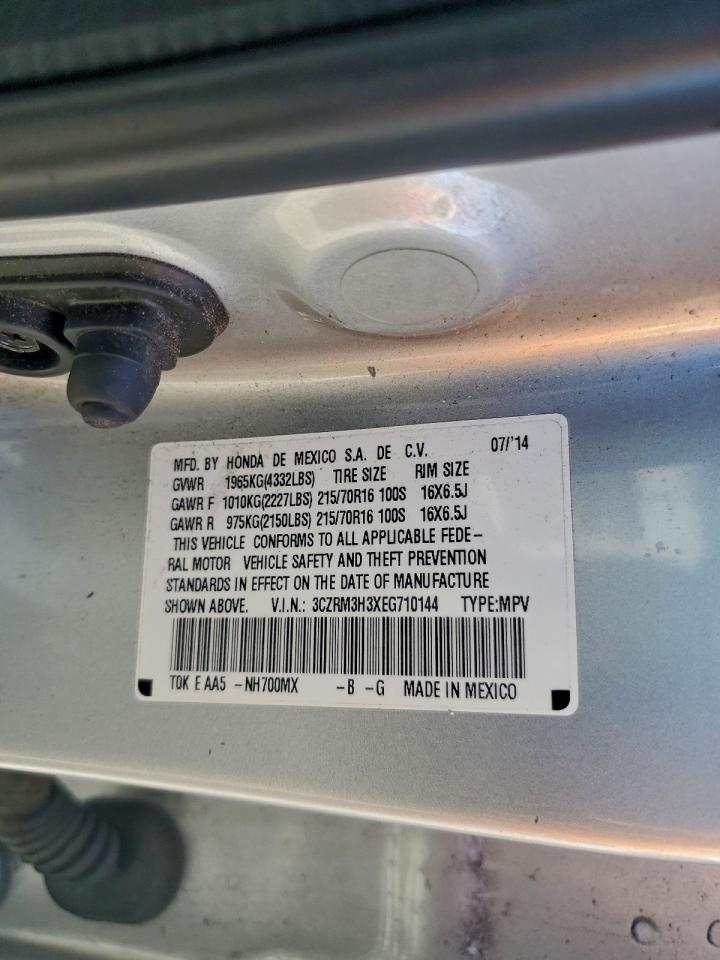 MFD. BY HONDA DE MEXICO S.A. DE C.V. 07/'14
GVWR 1965KG(4332LBS) TIRE SIZE RIM SIZE
GAWR F 1010KG(2227LBS) 215/70R16 100S 16X6.5J
GAWR R 975KG(2150LBS) 215/70R16 100S 16X6.5J
THIS VEHICLE CONFORMS TO ALL APPLICABLE FEDE-
RAL MOTOR VEHICLE SAFETY AND THEFT PREVENTION
STANDARDS IN EFFECT ON THE DATE OF MANUFACTURE
SHOWN ABOVE. V.I.N.: 3CZRM3H3XEG710144 TYPE:MPV
T0K E AA5 -NH700MX -B -G MADE IN MEXICO